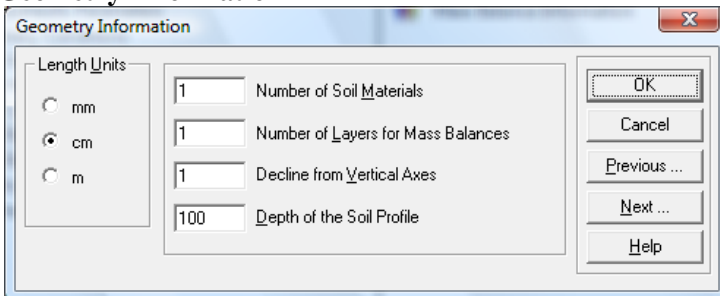 Geometry Information
Length Units
mm
cm
m
1 Number of Soil Materials
1 Number of Layers for Mass Balances
1 Decline from Vertical Axes
100 Depth of the Soil Profile
OK
Cancel
Previous ...
Next ...
Help